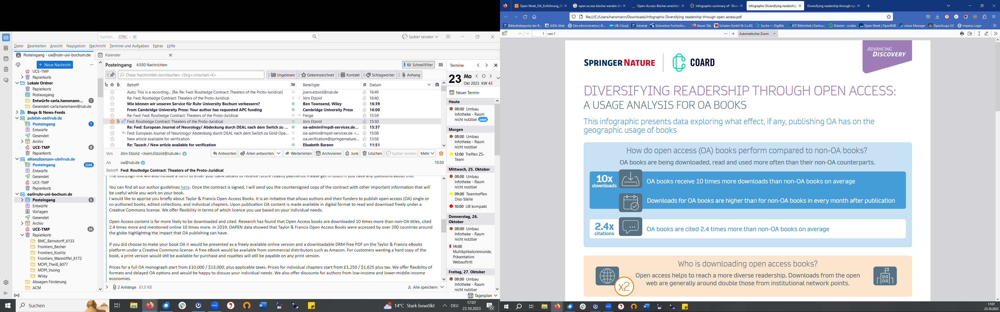 Suchen... CTRL + K
Später senden
Datei Bearbeiten Ansicht Navigation Nachricht Termine und Aufgaben Extras Hilfe
Posteingang - oa@ruhr-uni-bochum.de
Kalender
+ Neue Nachricht
UCE-TMP
Papierkorb
Lokale Ordner
Papierkorb
Postausgang
Entwürfe-carla.hansmann... 1
Gesendet-carla.hansmann@rub.de
Blogs & News-Feeds
publish-oa@rub.de
Posteingang 1
Entwürfe
Gesendet
Archiv
UCE-TMP 8
Papierkorb
allianzlizenzen-ub@rub.de
Posteingang 2245
Entwürfe
Gesendet
UCE-TMP
Papierkorb
oa@ruhr-uni-bochum.de
Posteingang 5
Entwürfe
Vorlagen
Gesendet
Archiv
UCE-TMP 24
Papierkorb
BMC_Bernstorff_6133
Frontiers_Becher
Frontiers_Koslitz
Frontiers_Wannöffel_6172
MDPI_Theiß_6077
MDPI_Vuong
Wiley
Absagen Förderung
ACM
Posteingang 4.930 Nachrichten
Schnellfilter
Diese Nachrichten durchsuchen <Strg+Umschalt+K>
Ungelesen Gekennzeichnet Kontakt Schlagwörter Anhang
Betreff Beteiligte Datum
Auto: This is a recording... [Re: Re: Fwd: Routledge Contract: Theaters of the Proto-Juridical] joern.etzold@rub.de 16:40
Re: Fwd: Routledge Contract: Theaters of the Proto-Juridical Jörn Etzold 16:40
Wie können wir unseren Service für Ruhr University Bochum verbessern? Ben Townsend, Wiley 16:39
From Cambridge University Press: Your author has requested APC funding Cambridge University Press 16:00
Re: Fwd: Fwd: Routledge Contract: Theaters of the Proto-Juridical Fleige 15:59
Fwd: Routledge Contract: Theaters of the Proto-Juridical Jörn Etzold 15:50
Re: Fwd: European Journal of Neurology/ Abdeckung durch DEAL nach dem Switch zu ... oa-admin@mpdl-services.de... 15:37
Fwd: European Journal of Neurology/ Abdeckung durch DEAL nach dem Switch zu Gold Ope... oa-admin@mpdl-services.de <... 15:08
New article available for verification oa.verification@springernature... 13:58
Re: Tausch / New article available for verification Elisabeth Barann 11:51
Von Jörn Etzold <Joern.Etzold@rub.de>
Antworten Allen antworten Weiterleiten Archivieren Junk Löschen Später senden Mehr
An oa@rub.de 15:50
Betreff Fwd: Routledge Contract: Theaters of the Proto-Juridical
The DocuSign link will also include a form to enter your bank details to receive future royalty payments. Please get in touch if you have any questions about this.
You can find all our author guidelines here. Once the contract is signed, I will send you the countersigned copy of the contract with other important information that will
be useful while you work on your book.
I would like to apprise you briefly about Taylor & Francis Open Access Books. It is an initiative that allows authors and their funders to publish open access (OA) single or
co-authored books, edited collections, and individual chapters. Upon publication OA content is made available in digital format to read and download freely under a
Creative Commons license. We offer flexibility in terms of which licence you use based on your individual needs.
Open Access content is far more likely to be downloaded and cited. Research has found that Open Access books are downloaded 10 times more than non-OA titles, cited
2.4 times more and mentioned online 10 times more. In 2019, OAPEN data showed that Taylor & Francis Open Access Books were accessed by over 200 countries around
the globe highlighting the impact that OA publishing can have.
If you did choose to make your book OA it would be presented as a freely available online version and a downloadable DRM-free PDF on the Taylor & Francis eBooks
platform under a Creative Commons license. A free eBook would be available from commercial distributors such as Amazon. For customers wanting a hard copy of the
book, a print version would still be available for purchase and royalties will still be payable on any print version.
Prices for a full OA monograph start from £10,000 / $13,000, plus applicable taxes. Prices for individual chapters start from £1,250 / $1,625 plus tax. We offer flexibility of
formats and delayed OA options and would be happy to discuss your individual needs. We also offer discounts for authors from low-income and lower-middle-income
economies.
2 Anhänge 81,0 KB
Alle speichern
Termine
23 Mo
Okt 2023 KW 43
Neuer Termin
Heute
08:00 Umbau
Infotheke - Raum
nicht nutzbar jetzt
Morgen
08:00 Umbau
Infotheke - Raum
nicht nutzbar
12:00 Treffen ZS-
Team
Mittwoch, 25. Oktober
08:00 Umbau
Infotheke - Raum
nicht nutzbar
09:00 Teamtreffen
Diss-Stelle
10:00 UB kompakt
Donnerstag, 26.
Oktober
08:00 Umbau
Infotheke - Raum
nicht nutzbar
14:00
Multikplikatorenrunde,
Präsentation
Webauftritt
Freitag, 27. Oktober
08:00 Umbau
Infotheke - Raum
nicht nutzbar
23 Tagesplan
Suchen
14°C Stark bewölkt
DEU
17:07
23.10.2023
22
Open Week_OA_Einführung_GS
open access bücher werden öft
Open-Access-Bücher erreichen
Infographic summary of ' Diver
Infographic Diversifying readership
Diversifying readership through ope
file:///C:/Users/hansmann/Downloads/Infographic Diversifying readership through open access.pdf
Bibliotheksportal der R... AIDA-Web Site administration | B... UB-Cloud Intranet Schweitzer Fachinfor... Neuer Tab Schaten GmbH & Co.KG Suche — DigiBib KIT-Bibliothek | Karlsru... Dateien - sciebo Open Week | OpenRUB cituro Manager OpenScape UC Imperia Login
1 von 1
Automatischer Zoom
SPRINGER NATURE
COARD
ADVANCING
DISCOVERY
DIVERSIFYING READERSHIP THROUGH OPEN ACCESS:
A USAGE ANALYSIS FOR OA BOOKS
This infographic presents data exploring what effect, if any, publishing OA has on the
geographic usage of books
How do open access (OA) books perform compared to non-OA books?
OA books are being downloaded, read and used more often than their non-OA counterparts.
10x
downloads
OA books receive 10 times more downloads than non-OA books on average
Downloads for OA books are higher than for non-OA books in every month after publication
2.4x
citations
OA books are cited 2.4 times more than non-OA books on average
Who is downloading open access books?
Open access helps to reach a more diverse readership. Downloads from the open
web are generally around double those from institutional network points.
x2
17:07
23.10.2023